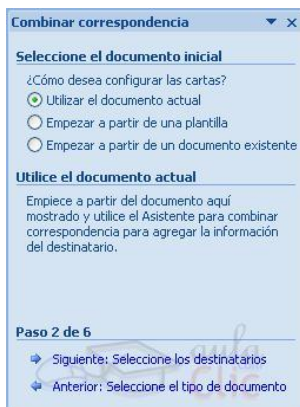 Combinar correspondencia
Seleccione el documento inicial
¿Cómo desea configurar las cartas?
Utilizar el documento actual
Empezar a partir de una plantilla
Empezar a partir de un documento existente
Utilice el documento actual
Empiece a partir del documento aquí
mostrado y utilice el Asistente para combinar
correspondencia para agregar la información
del destinatario.
Paso 2 de 6
aula
Clic
Siguiente: Seleccione los destinatarios
Anterior: Seleccione el tipo de documento